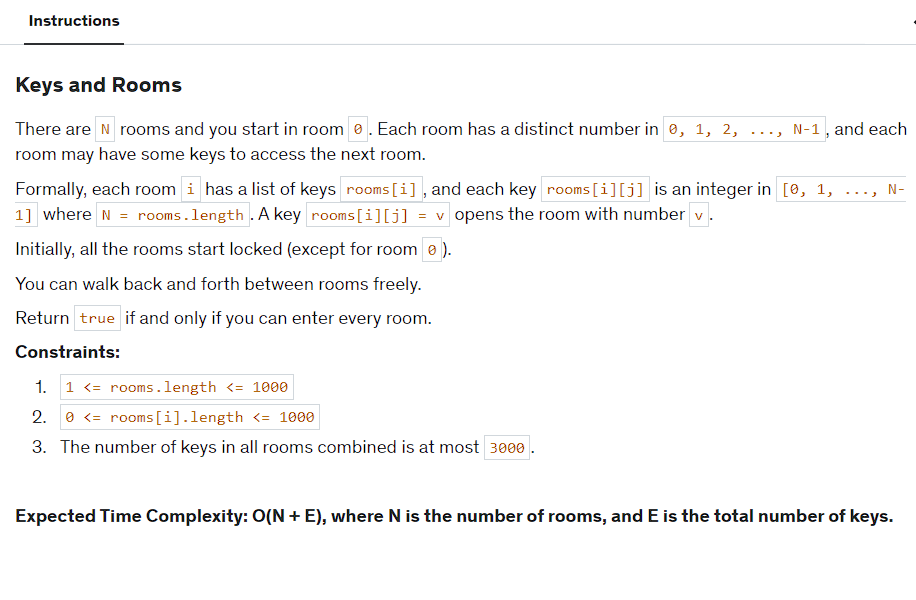 Instructions
Keys and Rooms
There are N rooms and you start in room 0. Each room has a distinct number in 0, 1, 2, ..., N-1, and each
room may have some keys to access the next room.
Formally, each room i has a list of keys rooms[i], and each key rooms[i][j] is an integer in [0, 1, ..., N-
1] where N = rooms.length. A key rooms[i][j] = v opens the room with number v.
Initially, all the rooms start locked (except for room 0).
You can walk back and forth between rooms freely.
Return true if and only if you can enter every room.
Constraints:
1. 1 <= rooms.length <= 1000
2. 0 <= rooms[i].length <= 1000
3. The number of keys in all rooms combined is at most 3000.
Expected Time Complexity: O(N + E), where N is the number of rooms, and E is the total number of keys.